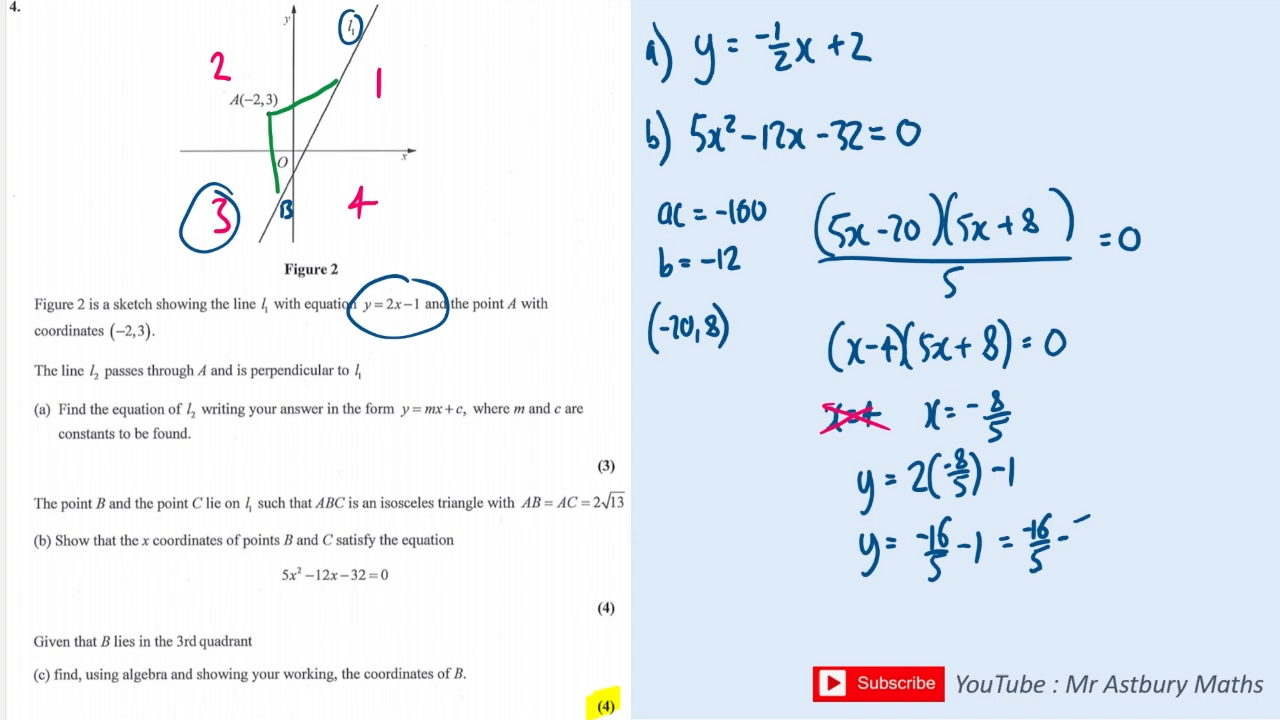 4.
y
l₁
2
1
A(−2,3)
O
x
3
B
4
Figure 2
Figure 2 is a sketch showing the line l₁ with equation y = 2x − 1 and the point A with
coordinates (−2,3).
The line l₂ passes through A and is perpendicular to l₁
(a) Find the equation of l₂ writing your answer in the form y = mx + c, where m and c are
constants to be found.
(3)
The point B and the point C lie on l₁ such that ABC is an isosceles triangle with AB = AC = 2√13
(b) Show that the x coordinates of points B and C satisfy the equation
5x² − 12x − 32 = 0
(4)
Given that B lies in the 3rd quadrant
(c) find, using algebra and showing your working, the coordinates of B.
(4)
a) y = -1/2 x + 2
b) 5x² − 12x − 32 = 0
ac = −160
b = −12
(−20, 8)
(5x − 20)(5x + 8) / 5 = 0
(x − 4)(5x + 8) = 0
x = 4 x = −8/5
y = 2(−8/5) − 1
y = −16/5 − 1 = −16/5 −
Subscribe
YouTube : Mr Astbury Maths